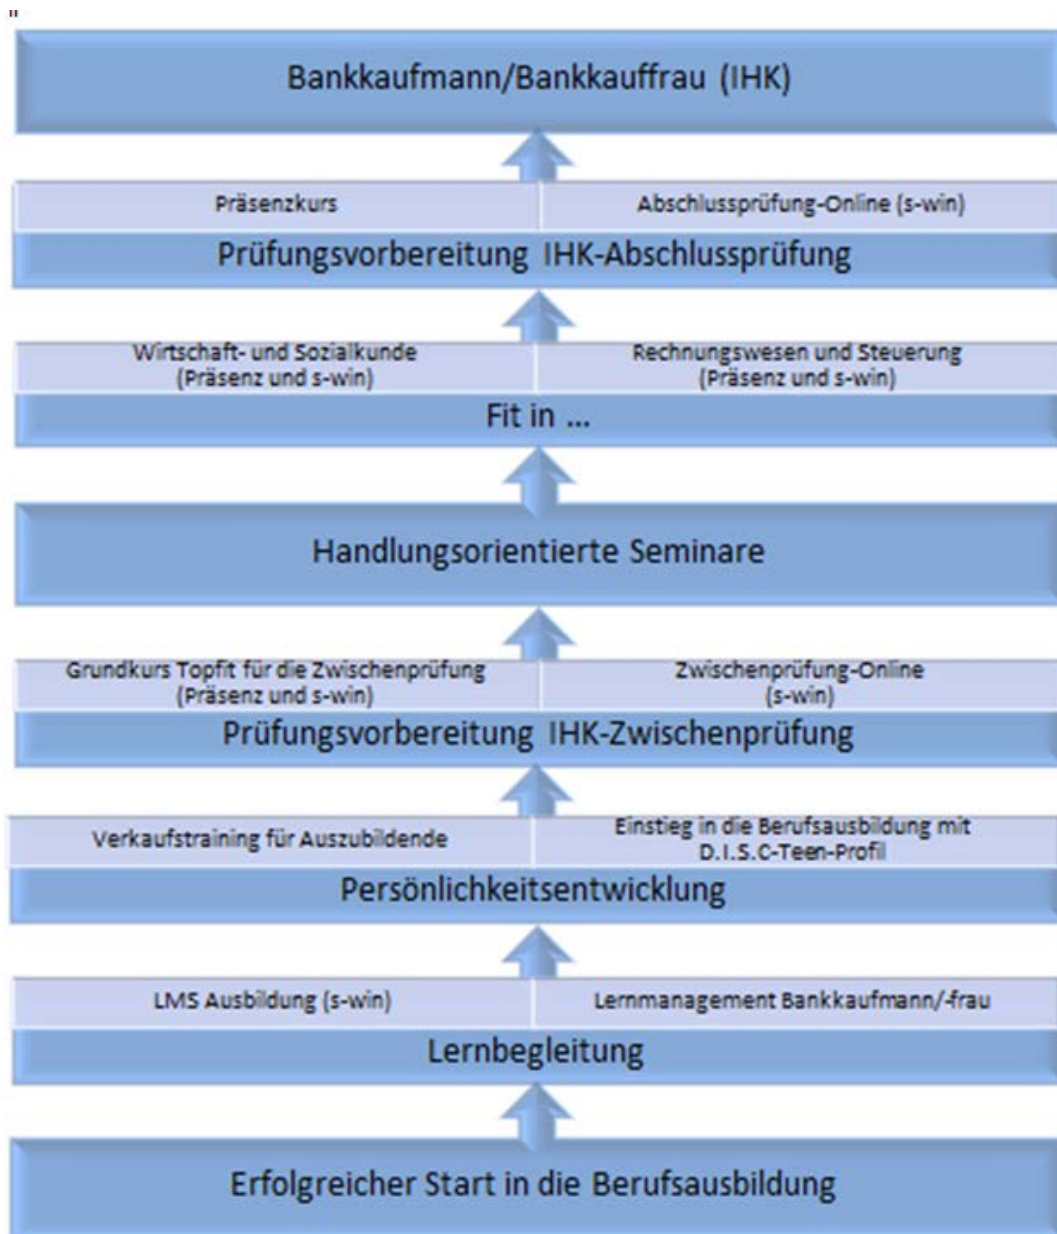 "
Bankkaufmann/Bankkauffrau (IHK)
Präsenzkurs
Abschlussprüfung-Online (s-win)
Prüfungsvorbereitung IHK-Abschlussprüfung
Wirtschaft- und Sozialkunde
(Präsenz und s-win)
Rechnungswesen und Steuerung
(Präsenz und s-win)
Fit in ...
Handlungsorientierte Seminare
Grundkurs Topfit für die Zwischenprüfung
(Präsenz und s-win)
Zwischenprüfung-Online
(s-win)
Prüfungsvorbereitung IHK-Zwischenprüfung
Verkaufstraining für Auszubildende
Einstieg in die Berufsausbildung mit
D.I.S.C-Teen-Profil
Persönlichkeitsentwicklung
LMS Ausbildung (s-win)
Lernmanagement Bankkaufmann/-frau
Lernbegleitung
Erfolgreicher Start in die Berufsausbildung